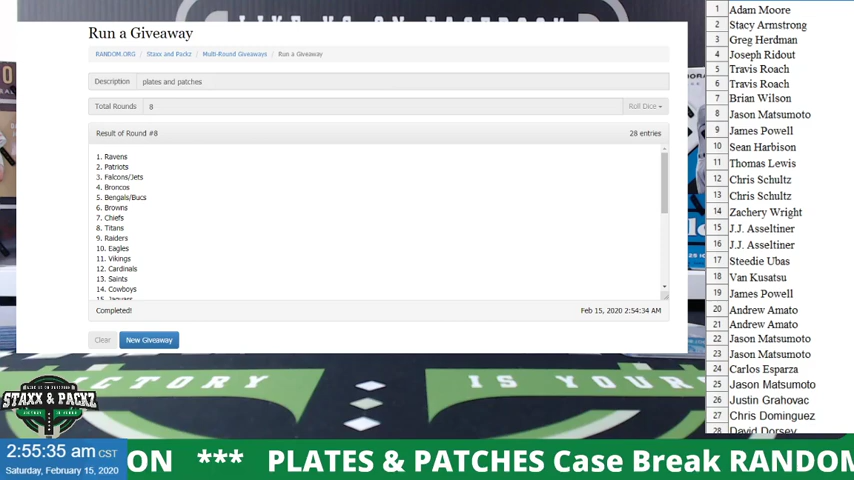 Run a Giveaway
RANDOM.ORG / Staxx and Packz / Multi-Round Giveaways / Run a Giveaway
Description plates and patches
Total Rounds 8 Roll Dice
Result of Round #8 28 entries
1. Ravens
2. Patriots
3. Falcons/Jets
4. Broncos
5. Bengals/Bucs
6. Browns
7. Chiefs
8. Titans
9. Raiders
10. Eagles
11. Vikings
12. Cardinals
13. Saints
14. Cowboys
15. Jaguars
Completed! Feb 15, 2020 2:54:34 AM
Clear New Giveaway
1 Adam Moore
2 Stacy Armstrong
3 Greg Herdman
4 Joseph Ridout
5 Travis Roach
6 Travis Roach
7 Brian Wilson
8 Jason Matsumoto
9 James Powell
10 Sean Harbison
11 Thomas Lewis
12 Chris Schultz
13 Chris Schultz
14 Zachery Wright
15 J.J. Asseltiner
16 J.J. Asseltiner
17 Steedie Ubas
18 Van Kusatsu
19 James Powell
20 Andrew Amato
21 Andrew Amato
22 Jason Matsumoto
23 Jason Matsumoto
24 Carlos Esparza
25 Jason Matsumoto
26 Justin Grahovac
27 Chris Dominguez
28 David Dorsey
VICTORY IS YOURS
STAXX & PACKZ
2:55:35 am CST
Saturday, February 15, 2020
ON *** PLATES & PATCHES Case Break RANDOM